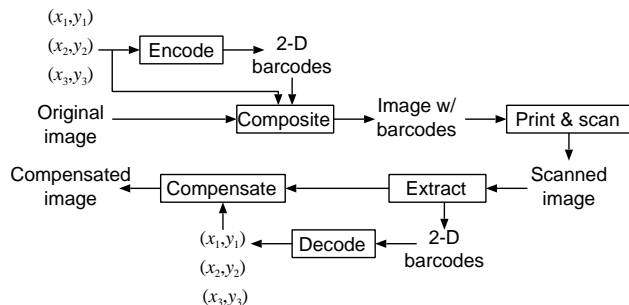 (x₁,y₁)
(x₂,y₂)
(x₃,y₃)
Encode
2-D
barcodes
Original
image
Composite
Image w/
barcodes
Print & scan
Compensated
image
Compensate
Extract
Scanned
image
(x₁,y₁)
(x₂,y₂)
(x₃,y₃)
Decode
2-D
barcodes